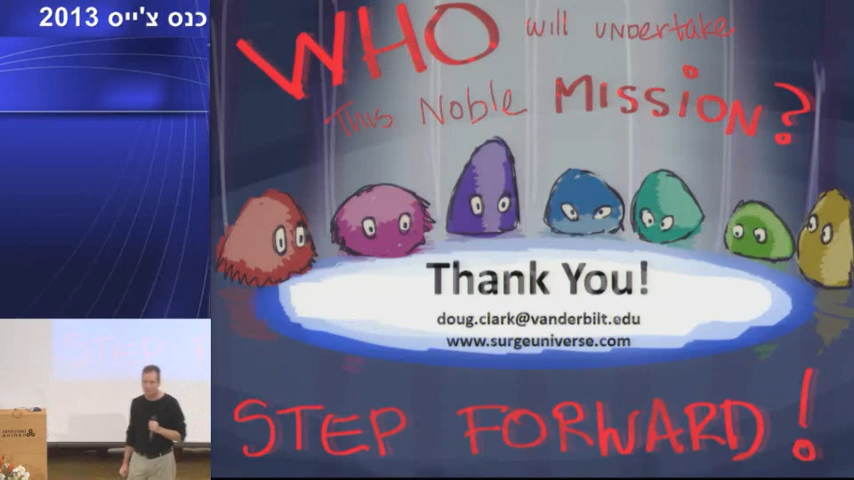 כנס צ'ייס 2013
WHO will undertake
This Noble MISSiON?
Thank You!
doug.clark@vanderbilt.edu
www.surgeuniverse.com
STEP FORWARD!